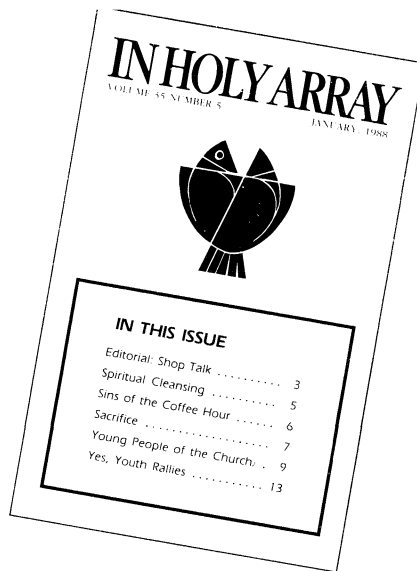 IN HOLY ARRAY
VOLUME 55 NUMBER 5 JANUARY, 1988
IN THIS ISSUE
Editorial: Shop Talk .......... 3
Spiritual Cleansing .......... 5
Sins of the Coffee Hour ...... 6
Sacrifice .................. 7
Young People of the Church, . 9
Yes, Youth Rallies ........... 13